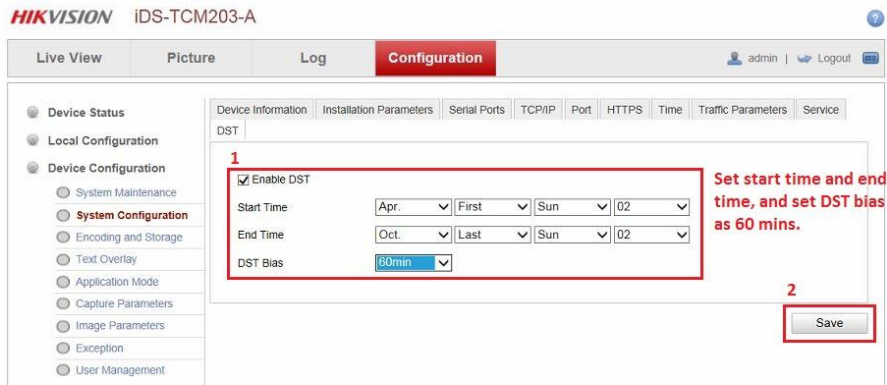 HIKVISION iDS-TCM203-A
Live View Picture Log Configuration admin | Logout
Device Status
Local Configuration
Device Configuration
System Maintenance
System Configuration
Encoding and Storage
Text Overlay
Application Mode
Capture Parameters
Image Parameters
Exception
User Management
Device Information Installation Parameters Serial Ports TCP/IP Port HTTPS Time Traffic Parameters Service
DST
1
Enable DST
Start Time Apr. First Sun 02
End Time Oct. Last Sun 02
DST Bias 60min
Set start time and end
time, and set DST bias
as 60 mins.
2
Save